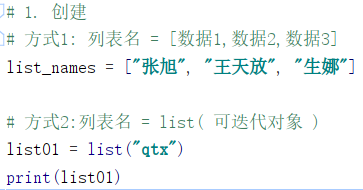 # 1. 创建
# 方式1: 列表名 = [数据1,数据2,数据3]
list_names = ["张旭", "王天放", "生娜"]
# 方式2:列表名 = list( 可迭代对象 )
list01 = list("qtx")
print(list01)